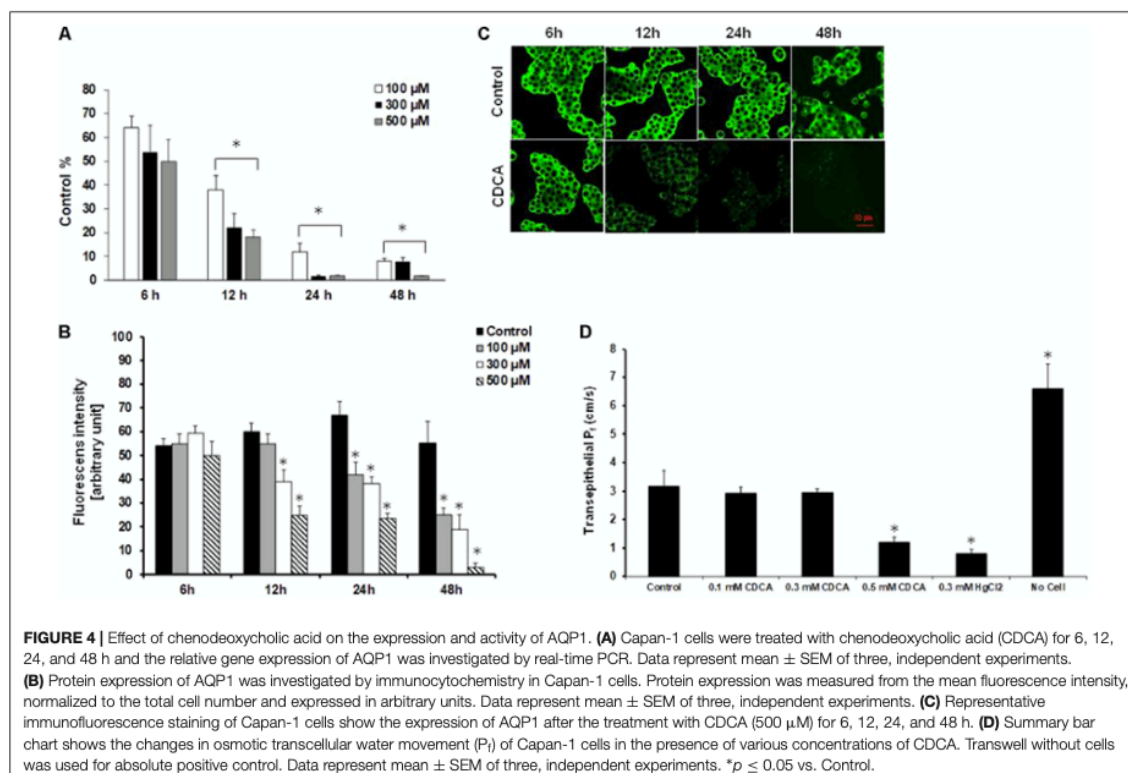 A
100 µM
300 µM
500 µM
80
70
60
50
40
30
20
10
0
Control %
*
*
*
6 h
12 h
24 h
48 h
C
6h
12h
24h
48h
Control
CDCA
B
Control
100 µM
300 µM
500 µM
100
90
80
70
60
50
40
30
20
10
0
Fluorescens intensity
[arbitrary unit]
*
*
*
*
*
*
*
*
6h
12h
24h
48h
D
8
7
6
5
4
3
2
1
0
Transepithelial Pf (cm/s)
*
*
*
Control
0.1 mM CDCA
0.3 mM CDCA
0.5 mM CDCA
0.3 mM HgCl2
No Cell
FIGURE 4 | Effect of chenodeoxycholic acid on the expression and activity of AQP1. (A) Capan-1 cells were treated with chenodeoxycholic acid (CDCA) for 6, 12,
24, and 48 h and the relative gene expression of AQP1 was investigated by real-time PCR. Data represent mean ± SEM of three, independent experiments.
(B) Protein expression of AQP1 was investigated by immunocytochemistry in Capan-1 cells. Protein expression was measured from the mean fluorescence intensity,
normalized to the total cell number and expressed in arbitrary units. Data represent mean ± SEM of three, independent experiments. (C) Representative
immunofluorescence staining of Capan-1 cells show the expression of AQP1 after the treatment with CDCA (500 µM) for 6, 12, 24, and 48 h. (D) Summary bar
chart shows the changes in osmotic transcellular water movement (Pf) of Capan-1 cells in the presence of various concentrations of CDCA. Transwell without cells
was used for absolute positive control. Data represent mean ± SEM of three, independent experiments. *p ≤ 0.05 vs. Control.